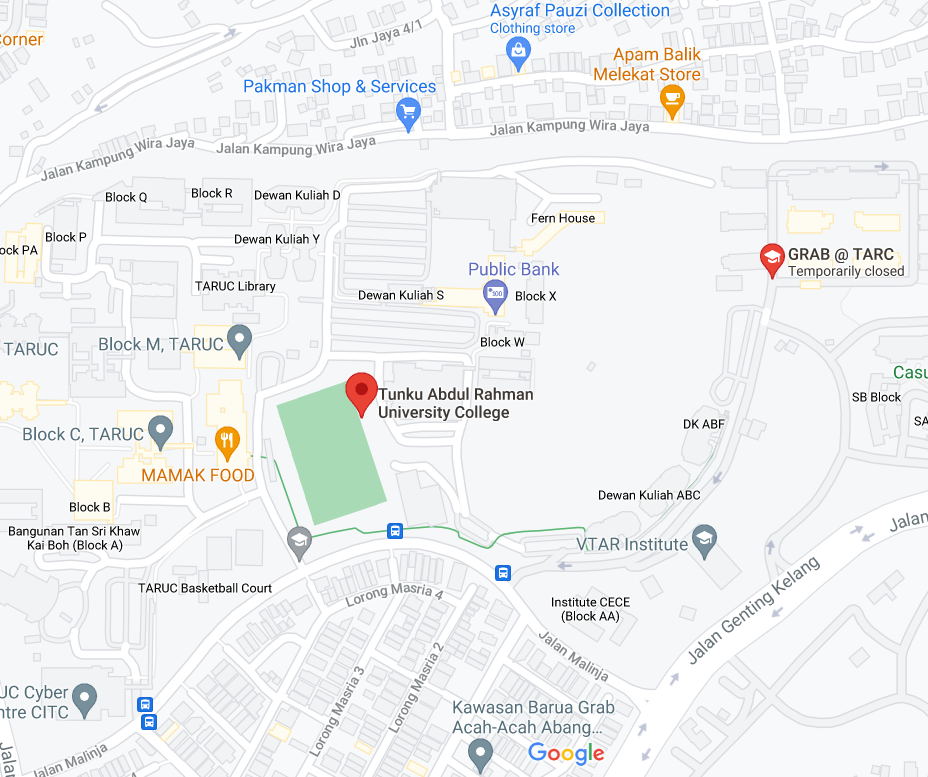 Asyraf Pauzi Collection
Clothing store
Corner
Jln Jaya 4/1
Apam Balik
Melekat Store
Pakman Shop & Services
Jalan Kampung Wira Jaya
Jalan Kampung Wira Jaya
Jalan Kampung Wira Jaya
Block Q
Block R
Dewan Kuliah D
Fern House
Block P
Dewan Kuliah Y
ock PA
GRAB @ TARC
Temporarily closed
Public Bank
TARUC Library
Dewan Kuliah S
Block X
Block M, TARUC
Block W
TARUC
Casu
Tunku Abdul Rahman
University College
SB Block
SA
DK ABF
Block C, TARUC
MAMAK FOOD
Dewan Kuliah ABC
Block B
Jalan
Bangunan Tan Sri Khaw
Kai Boh (Block A)
VTAR Institute
TARUC Basketball Court
Lorong Masria 4
Institute CECE
(Block AA)
Jalan Genting Kelang
Jalan Malinja
Lorong Masria 3
Lorong Masria 2
UC Cyber
ntre CITC
Kawasan Barua Grab
Acah-Acah Abang...
Jalan Malinja
Jalan
Google